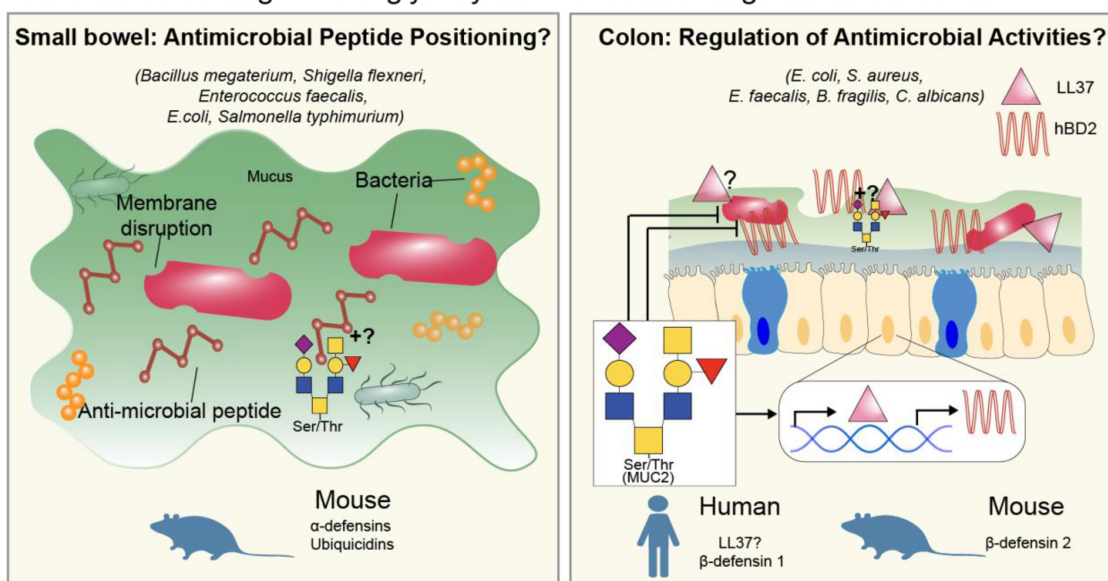 Small bowel: Antimicrobial Peptide Positioning?
(Bacillus megaterium, Shigella flexneri,
Enterococcus faecalis,
E.coli, Salmonella typhimurium)
Mucus
Bacteria
Membrane
disruption
+?
Anti-microbial peptide
Ser/Thr
Mouse
α-defensins
Ubiquicidins
Colon: Regulation of Antimicrobial Activities?
(E. coli, S. aureus,
E. faecalis, B. fragilis, C. albicans)
LL37
hBD2
?
+?
Ser/Thr
Ser/Thr
(MUC2)
Human
LL37?
β-defensin 1
Mouse
β-defensin 2